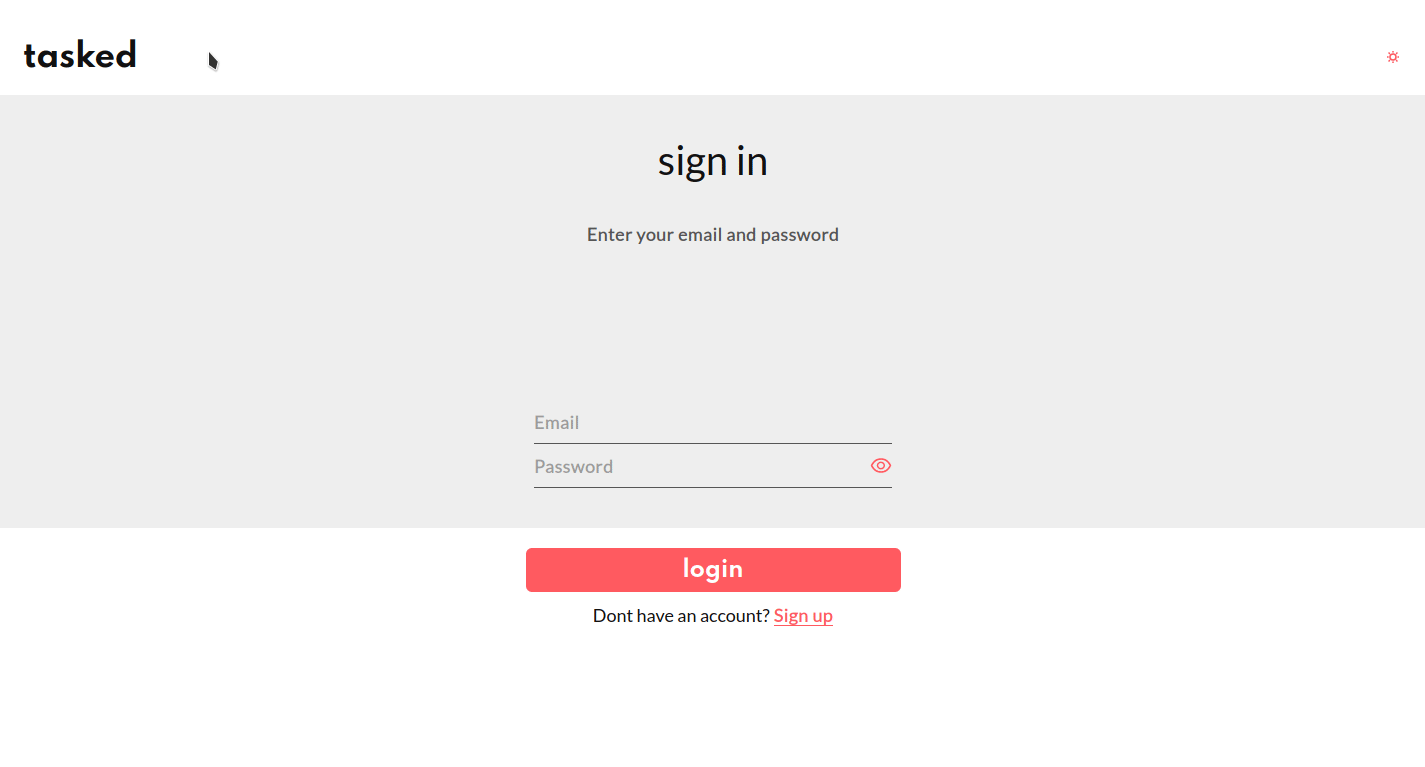 tasked
sign in
Enter your email and password
Email
Password
login
Dont have an account? Sign up